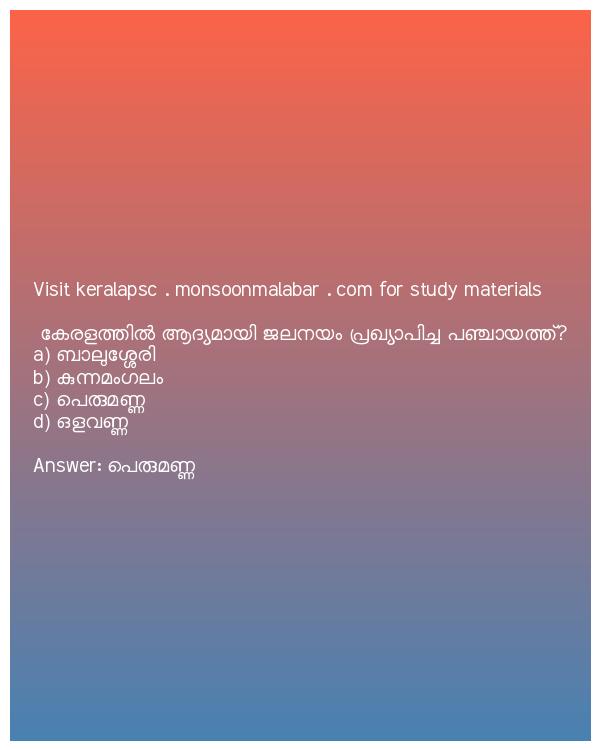 Visit keralapsc . monsoonmalabar . com for study materials
കേരളത്തിൽ ആദ്യമായി ജലനയം പ്രഖ്യാപിച്ച പഞ്ചായത്ത്?
a) ബാലുശ്ശേരി
b) കുന്നമംഗലം
c) പെരുമണ്ണ
d) ഒളവണ്ണ
Answer: പെരുമണ്ണ